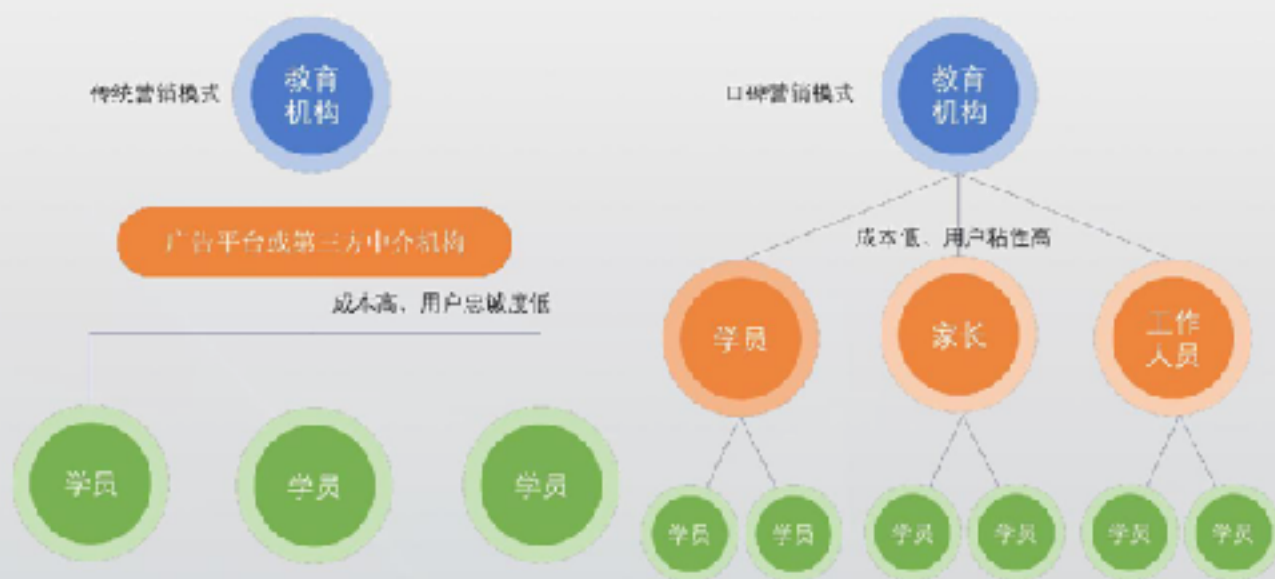 传统营销模式
教育
机构
广告平台或第三方中介机构
成本高、用户忠诚度低
学员
学员
学员
口碑营销模式
教育
机构
成本低、用户粘性高
学员
家长
工作
人员
学员
学员
学员
学员
学员
学员